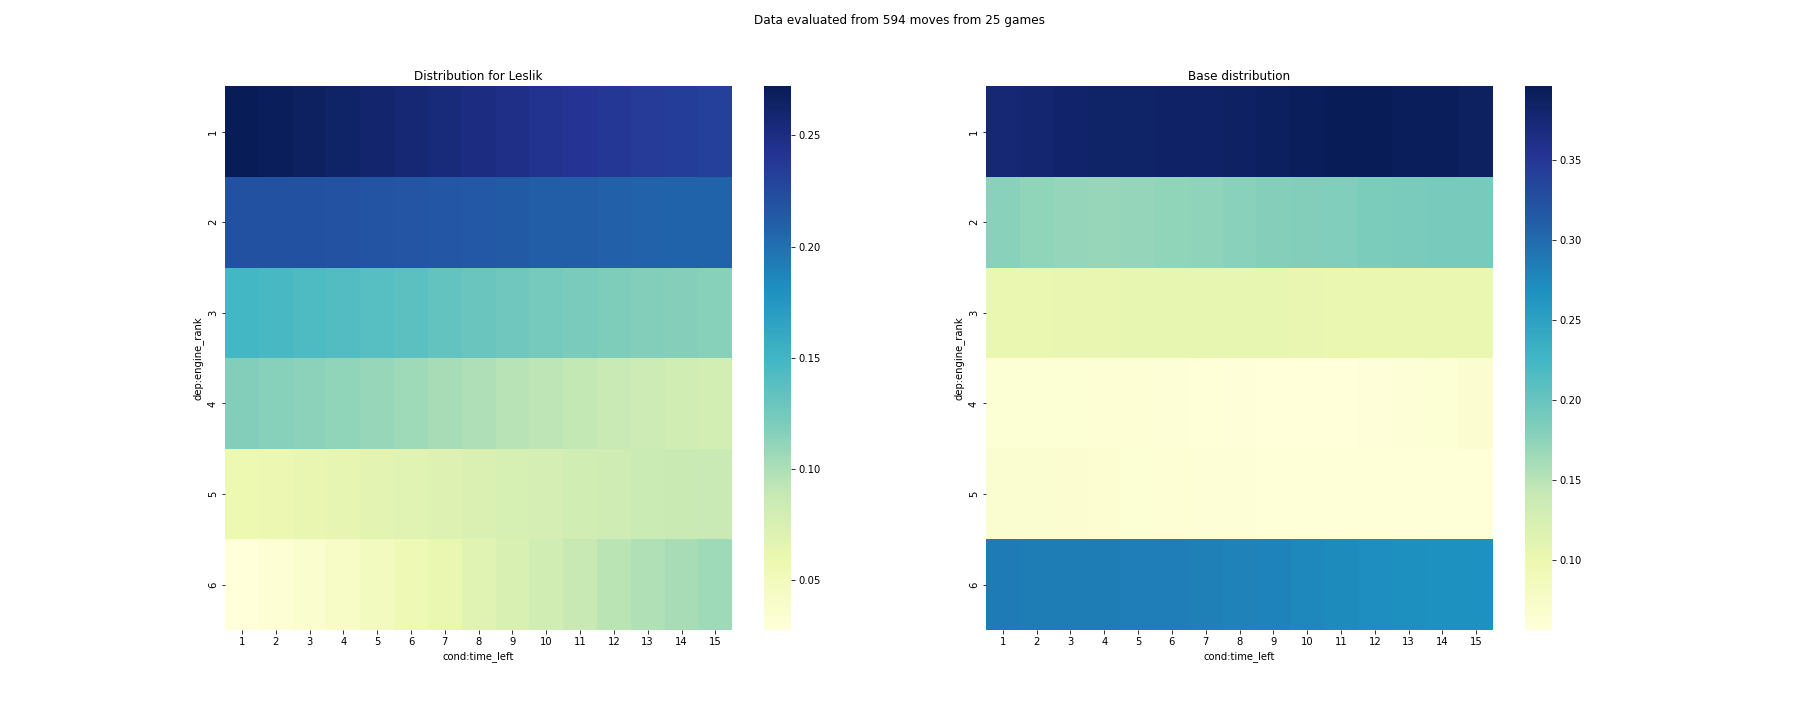 Data evaluated from 594 moves from 25 games
Distribution for Leslik
dep:engine_rank
1
2
3
4
5
6
1 2 3 4 5 6 7 8 9 10 11 12 13 14 15
cond:time_left
0.25
0.20
0.15
0.10
0.05
Base distribution
dep:engine_rank
1
2
3
4
5
6
1 2 3 4 5 6 7 8 9 10 11 12 13 14 15
cond:time_left
0.35
0.30
0.25
0.20
0.15
0.10